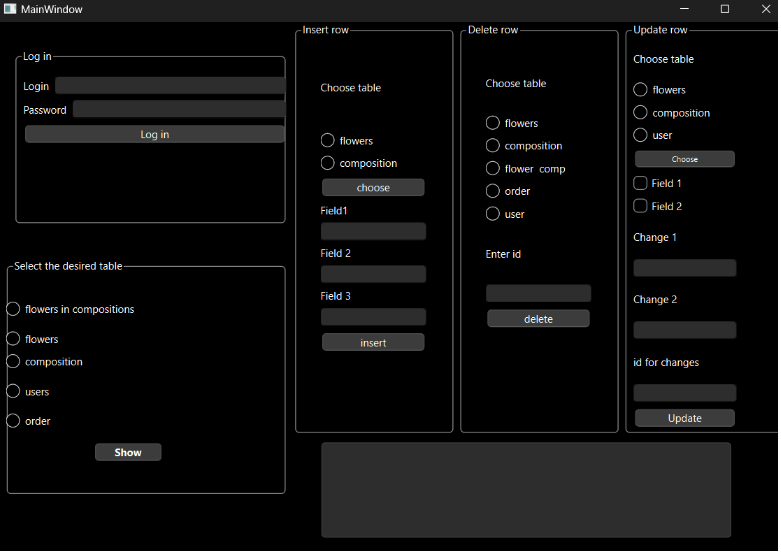 MainWindow
Log in
Login
Password
Log in
Select the desired table
flowers in compositions
flowers
composition
users
order
Show
Insert row
Choose table
flowers
composition
choose
Field1
Field 2
Field 3
insert
Delete row
Choose table
flowers
composition
flower comp
order
user
Enter id
delete
Update row
Choose table
flowers
composition
user
Choose
Field 1
Field 2
Change 1
Change 2
id for changes
Update